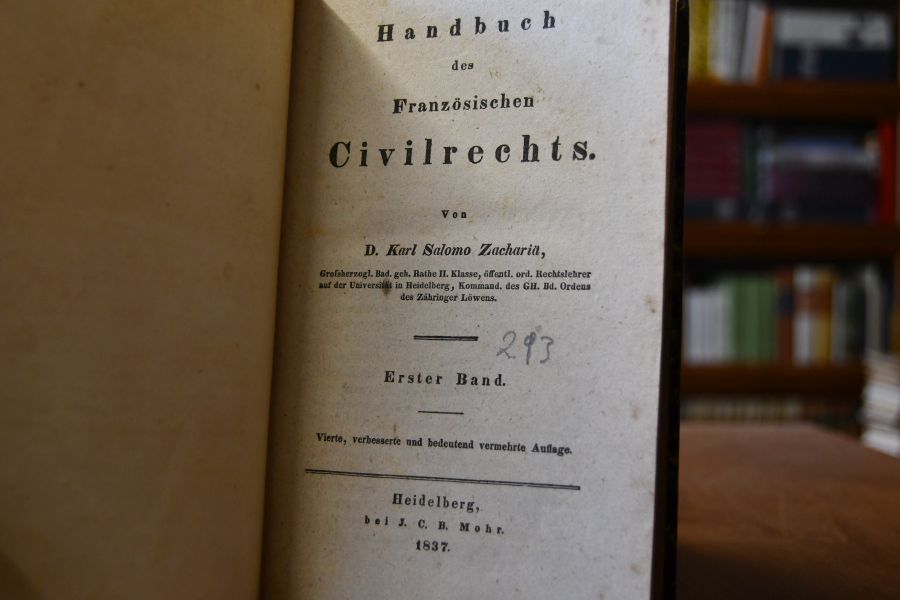 Handbuch
des
Französischen
Civilrechts.
Von
D. Karl Salomo Zachariä,
Grofsherzogl. Bad. geh. Rathe II. Klasse, öffentl. ord. Rechtslehrer
auf der Universität in Heidelberg, Kommand. des GH. Bd. Ordens
des Zähringer Löwens.
293
Erster Band.
Vierte, verbesserte und bedeutend vermehrte Auflage.
Heidelberg,
bei J. C. B. Mohr.
1837.